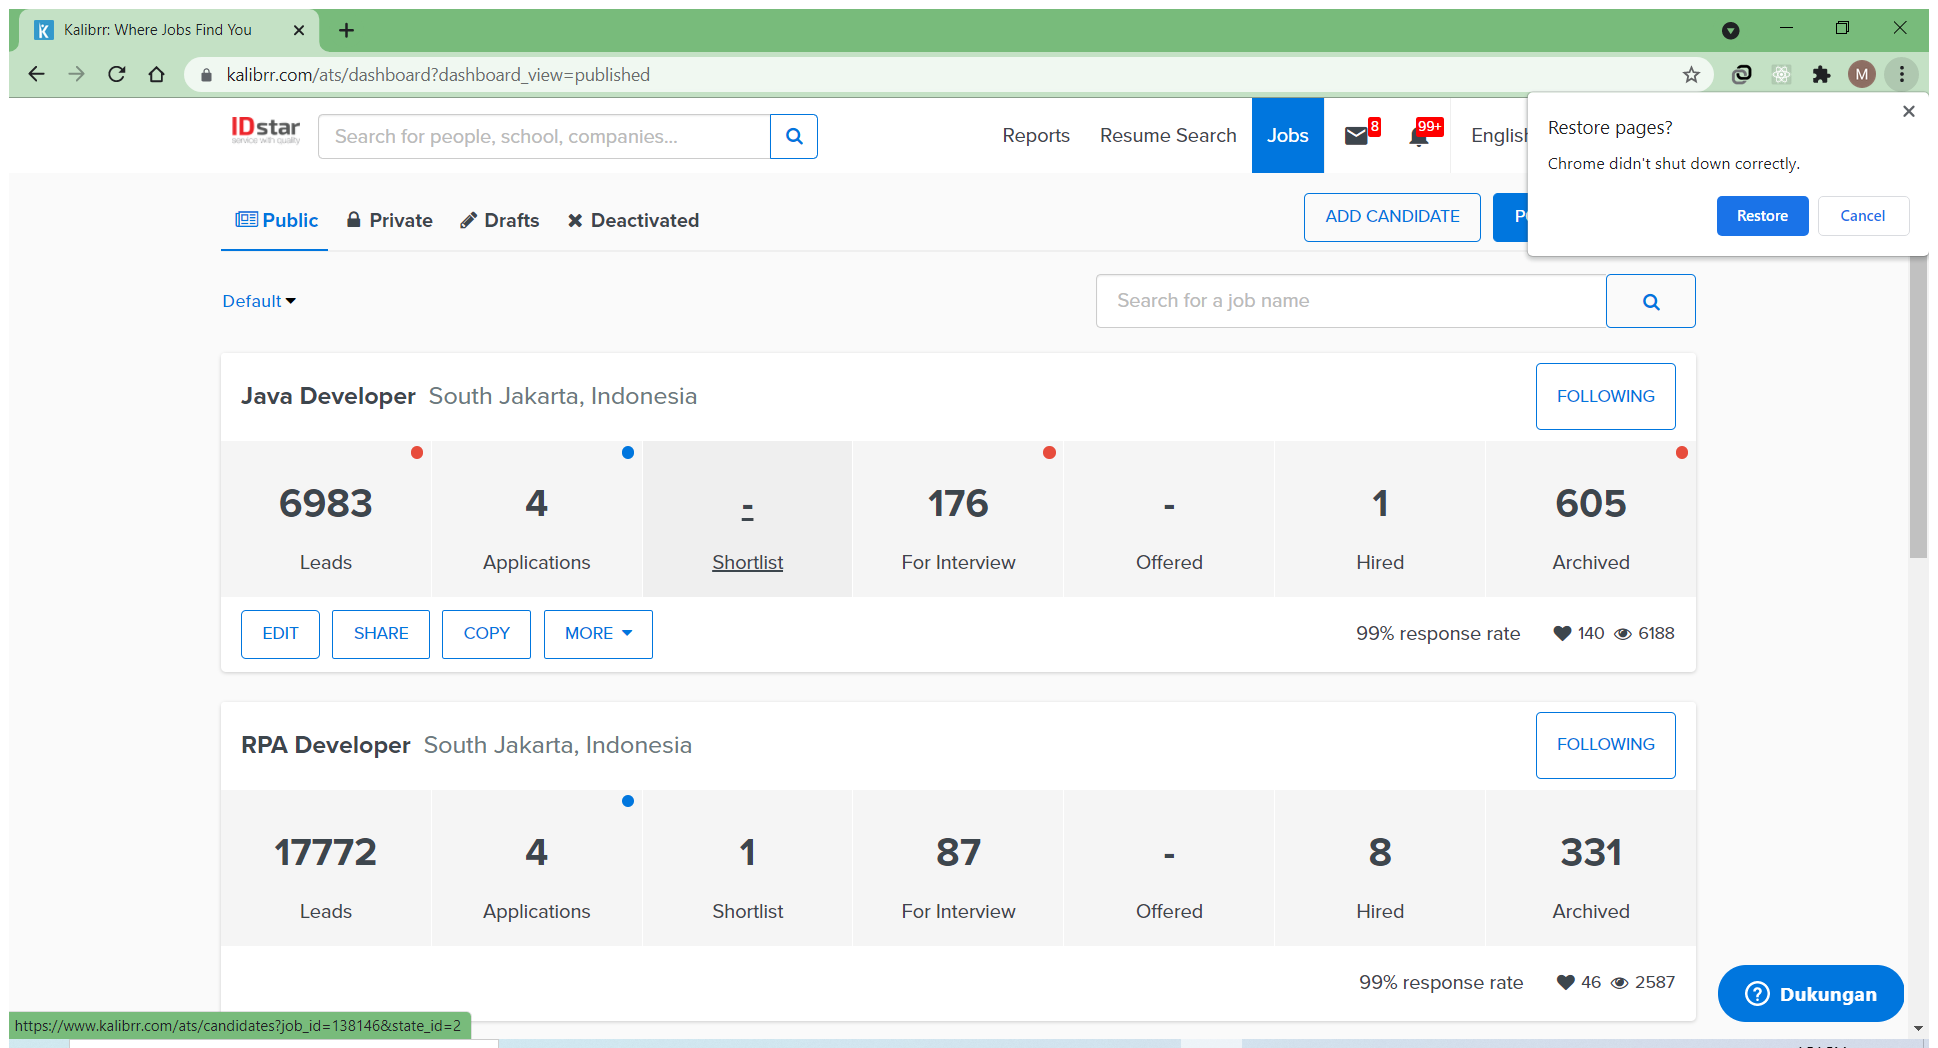 Kalibrr: Where Jobs Find You
kalibrr.com/ats/dashboard?dashboard_view=published
M
IDstar
service with quality
Search for people, school, companies...
Reports
Resume Search
Jobs
8
99+
English
Restore pages?
Chrome didn't shut down correctly.
Restore
Cancel
Public
Private
Drafts
Deactivated
ADD CANDIDATE
Default
Search for a job name
Java Developer South Jakarta, Indonesia
FOLLOWING
6983
4
-
176
-
1
605
Leads
Applications
Shortlist
For Interview
Offered
Hired
Archived
EDIT
SHARE
COPY
MORE
99% response rate
140
6188
RPA Developer South Jakarta, Indonesia
FOLLOWING
17772
4
1
87
-
8
331
Leads
Applications
Shortlist
For Interview
Offered
Hired
Archived
99% response rate
46
2587
Dukungan
https://www.kalibrr.com/ats/candidates?job_id=138146&state_id=2